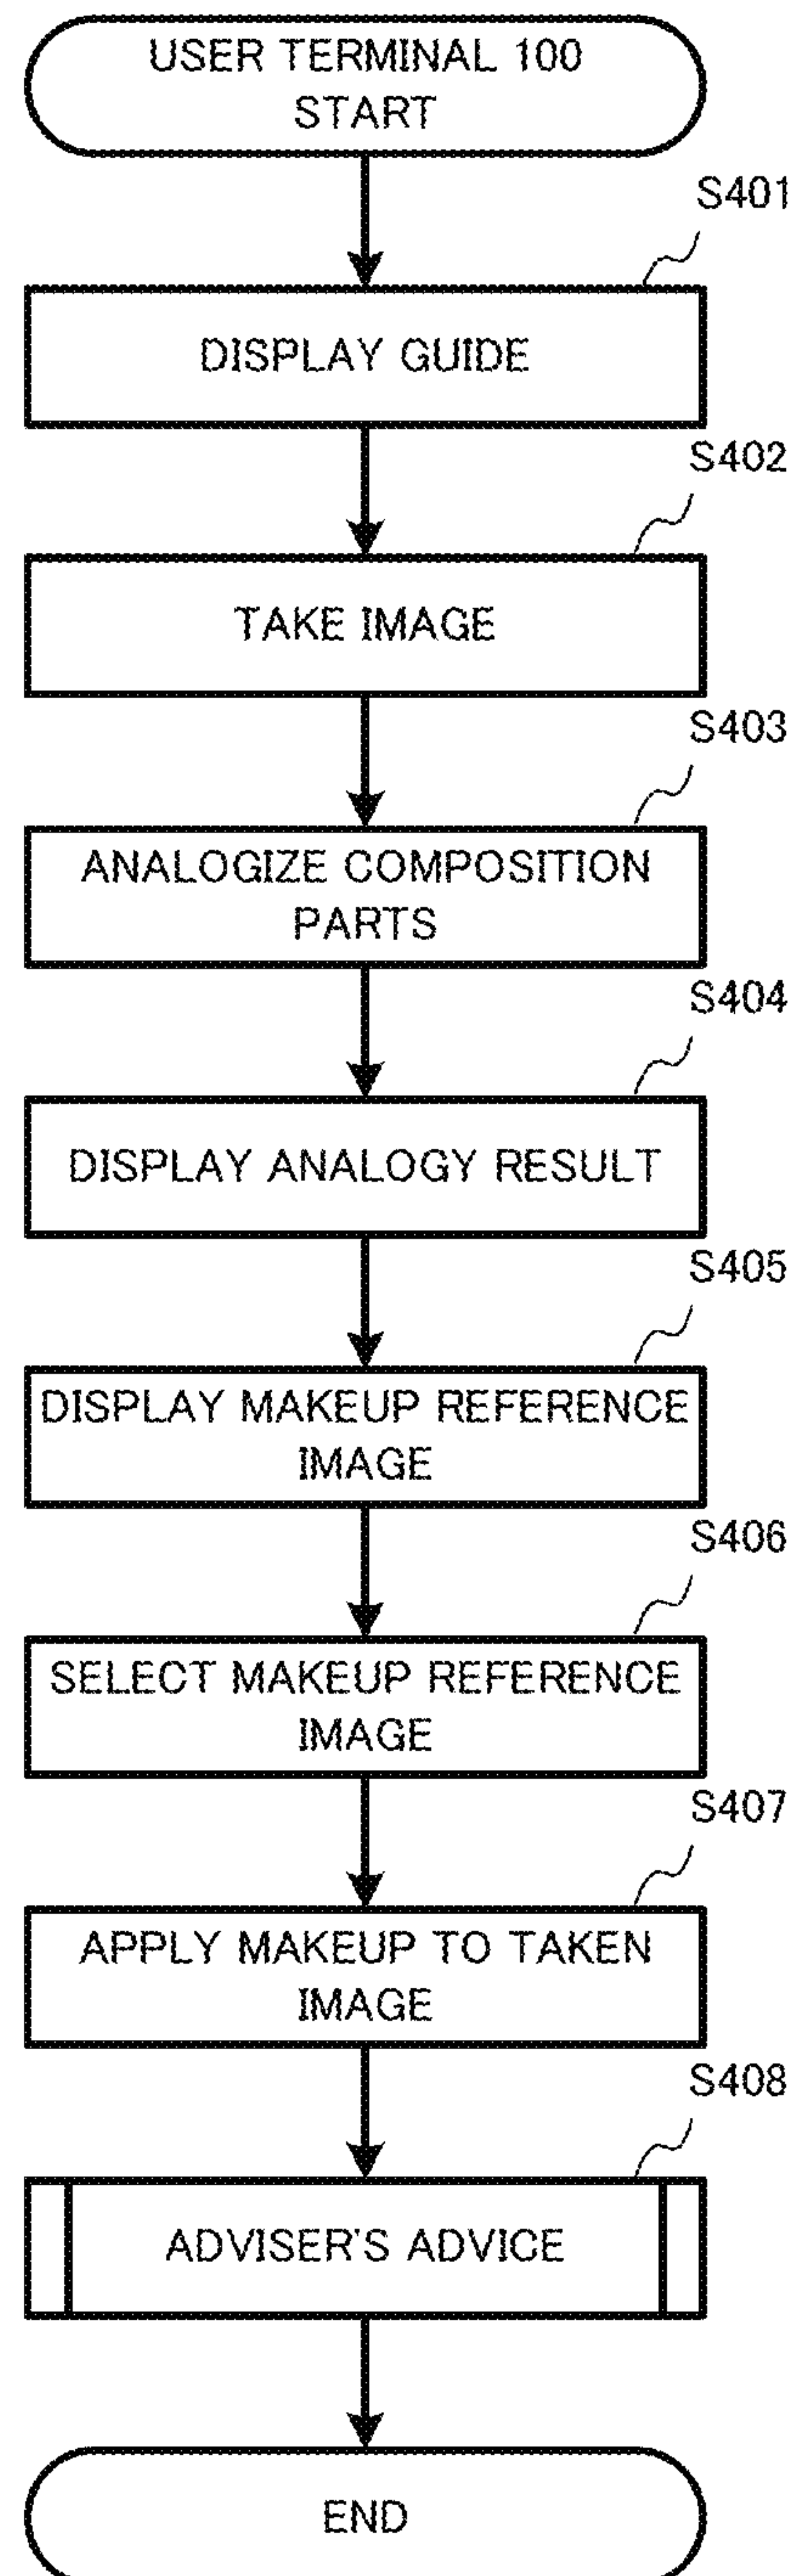 USER TERMINAL 100
START
S401
DISPLAY GUIDE
S402
TAKE IMAGE
S403
ANALOGIZE COMPOSITION
PARTS
S404
DISPLAY ANALOGY RESULT
S405
DISPLAY MAKEUP REFERENCE
IMAGE
S406
SELECT MAKEUP REFERENCE
IMAGE
S407
APPLY MAKEUP TO TAKEN
IMAGE
S408
ADVISER'S ADVICE
END